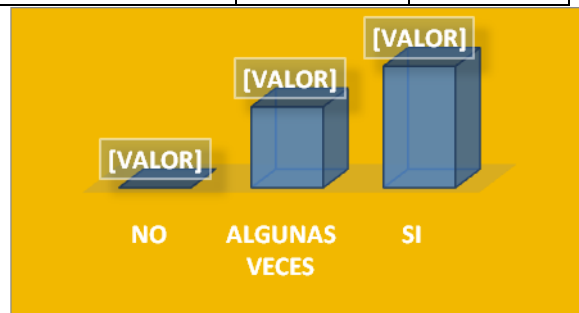 [VALOR]
[VALOR]
[VALOR]
NO
ALGUNAS
VECES
SI